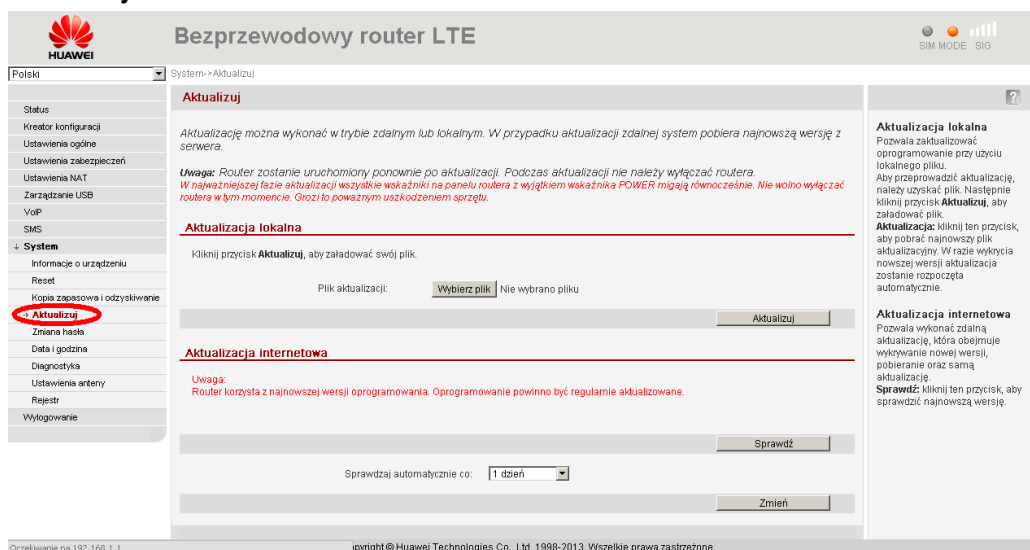 HUAWEI
Bezprzewodowy router LTE
SIM MODE SIG
Polski
System->Aktualizuj
Status
Kreator konfiguracji
Ustawienia ogólne
Ustawienia zabezpieczeń
Ustawienia NAT
Zarządzanie USB
VoIP
SMS
System
Informacje o urządzeniu
Reset
Kopia zapasowa i odzyskiwanie
Aktualizuj
Zmiana hasła
Data i godzina
Diagnostyka
Ustawienia anteny
Rejestr
Wylogowanie
Aktualizuj
Aktualizację można wykonać w trybie zdalnym lub lokalnym. W przypadku aktualizacji zdalnej system pobiera najnowszą wersję z
serwera.
Uwaga: Router zostanie uruchomiony ponownie po aktualizacji. Podczas aktualizacji nie należy wyłączać routera.
W najważniejszej fazie aktualizacji wszystkie wskaźniki na panelu routera z wyjątkiem wskaźnika POWER migają równocześnie. Nie wolno wyłączać
routera w tym momencie. Grozi to poważnym uszkodzeniem sprzętu.
Aktualizacja lokalna
Kliknij przycisk Aktualizuj, aby załadować swój plik.
Plik aktualizacji: Wybierz plik Nie wybrano pliku
Aktualizuj
Aktualizacja internetowa
Uwaga:
Router korzysta z najnowszej wersji oprogramowania. Oprogramowanie powinno być regularnie aktualizowane.
Sprawdź
Sprawdzaj automatycznie co: 1 dzień
Zmień
?
Aktualizacja lokalna
Pozwala zaktualizować
oprogramowanie przy użyciu
lokalnego pliku.
Aby przeprowadzić aktualizację,
należy uzyskać plik. Następnie
kliknij przycisk Aktualizuj, aby
załadować plik.
Aktualizacja: kliknij ten przycisk,
aby pobrać najnowszy plik
aktualizacyjny. W razie wykrycia
nowszej wersji aktualizacja
zostanie rozpoczęta
automatycznie.
Aktualizacja internetowa
Pozwala wykonać zdalną
aktualizację, która obejmuje
wykrywanie nowej wersji,
pobieranie oraz samą
aktualizację.
Sprawdź: kliknij ten przycisk, aby
sprawdzić najnowszą wersję.
Oczekiwanie na 192.168.1.1
pyright © Huawei Technologies Co., Ltd. 1998-2013. Wszelkie prawa zastrzeżone.